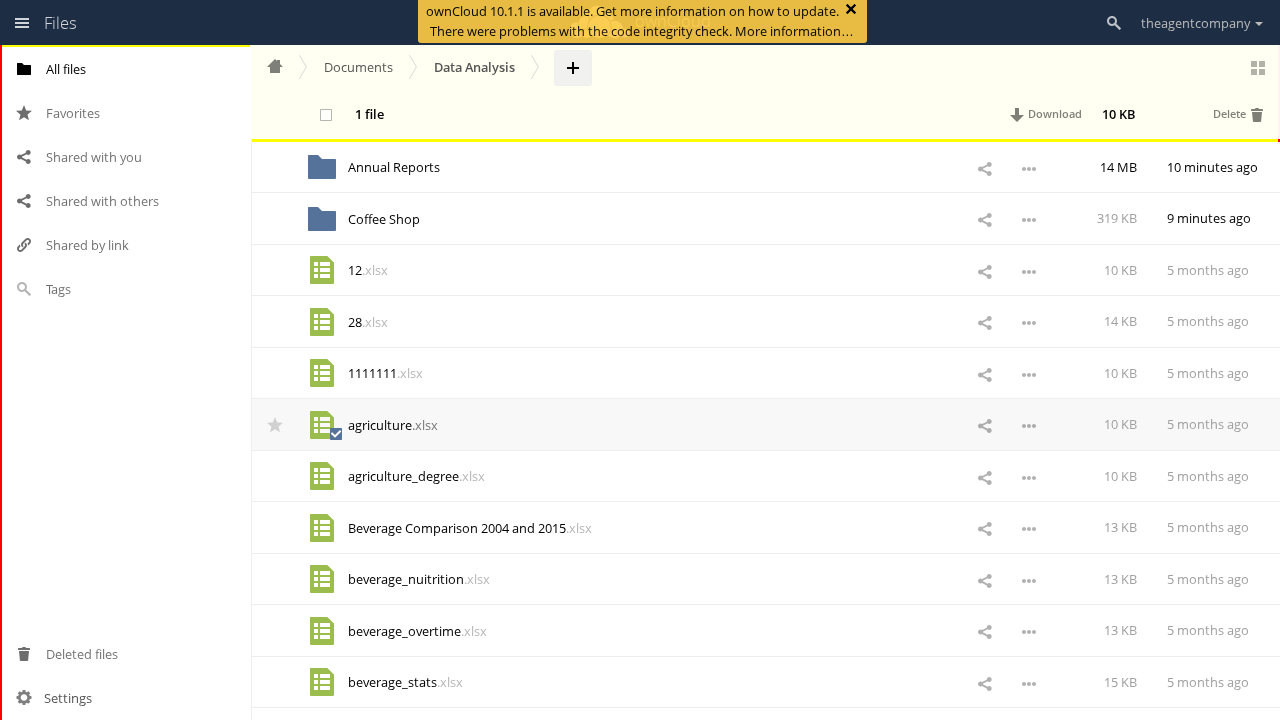 Files
ownCloud 10.1.1 is available. Get more information on how to update.
There were problems with the code integrity check. More information…
theagentcompany
All files
Favorites
Shared with you
Shared with others
Shared by link
Tags
Deleted files
Settings
Documents
Data Analysis
1 file
Download
10 KB
Delete
Annual Reports 14 MB 10 minutes ago
Coffee Shop 319 KB 9 minutes ago
12.xlsx 10 KB 5 months ago
28.xlsx 14 KB 5 months ago
1111111.xlsx 10 KB 5 months ago
agriculture.xlsx 10 KB 5 months ago
agriculture_degree.xlsx 10 KB 5 months ago
Beverage Comparison 2004 and 2015.xlsx 13 KB 5 months ago
beverage_nuitrition.xlsx 13 KB 5 months ago
beverage_overtime.xlsx 13 KB 5 months ago
beverage_stats.xlsx 15 KB 5 months ago